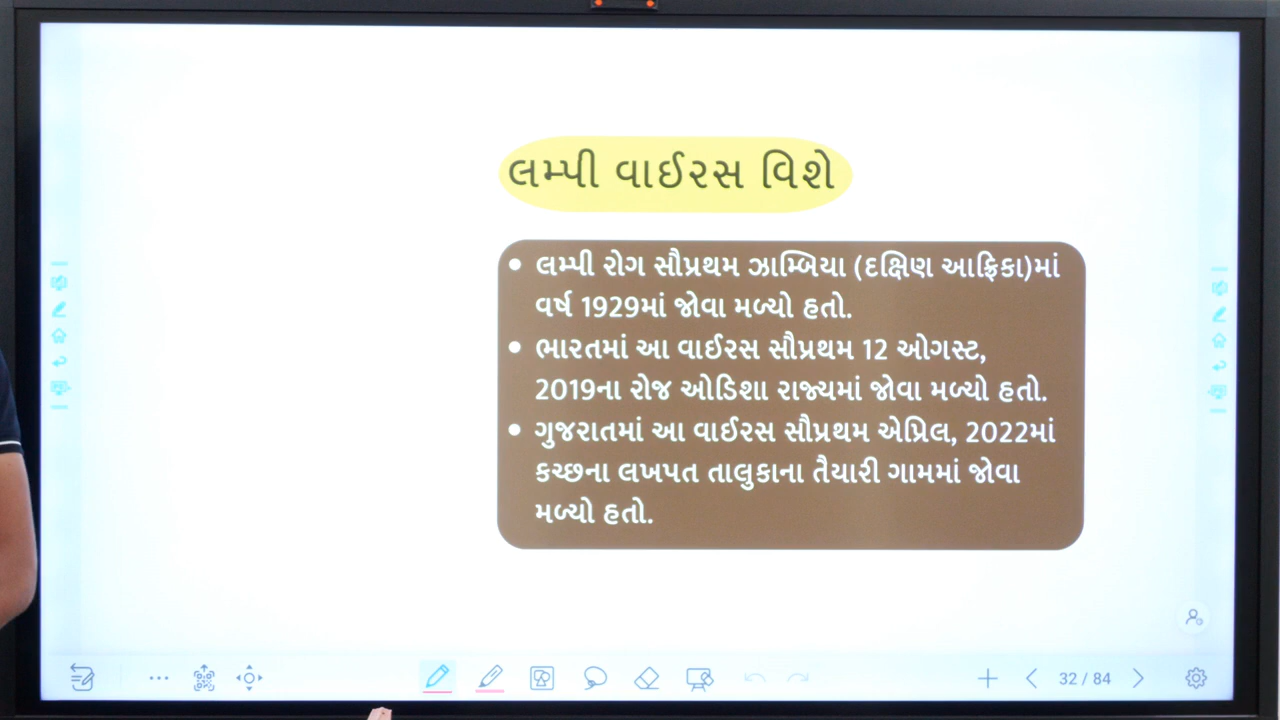 લમ્પી વાઈરસ વિશે
• લમ્પી રોગ સૌપ્રથમ ઝામ્બિયા (દક્ષિણ આફ્રિકા)માં
વર્ષ 1929માં જોવા મળ્યો હતો.
• ભારતમાં આ વાઈરસ સૌપ્રથમ 12 ઓગસ્ટ,
2019ના રોજ ઓડિશા રાજ્યમાં જોવા મળ્યો હતો.
• ગુજરાતમાં આ વાઈરસ સૌપ્રથમ એપ્રિલ, 2022માં
કચ્છના લખપત તાલુકાના તૈયારી ગામમાં જોવા
મળ્યો હતો.
32 / 84